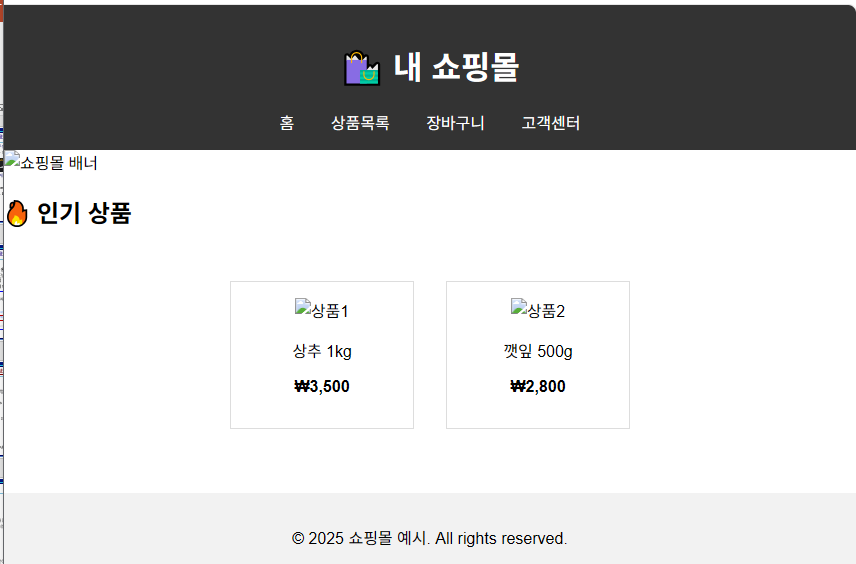 내 쇼핑몰
홈 상품목록 장바구니 고객센터
쇼핑몰 배너
인기 상품
상품1 상품2
상추 1kg 깻잎 500g
₩3,500 ₩2,800
© 2025 쇼핑몰 예시. All rights reserved.